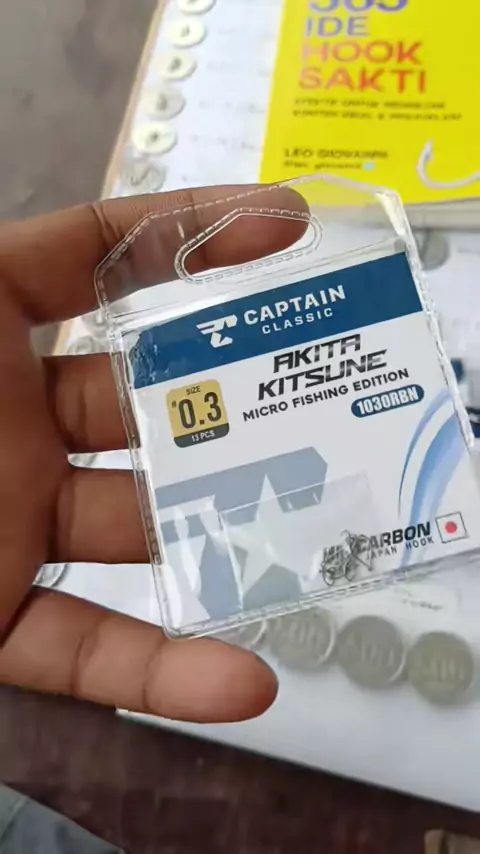 365
IDE
HOOK
SAKTI
LEO GIOVANNI
CAPTAIN
CLASSIC
AKITA
KITSUNE
MICRO FISHING EDITION
1030RBN
SIZE
#0.3
13 PCS
CARBON
JAPAN HOOK